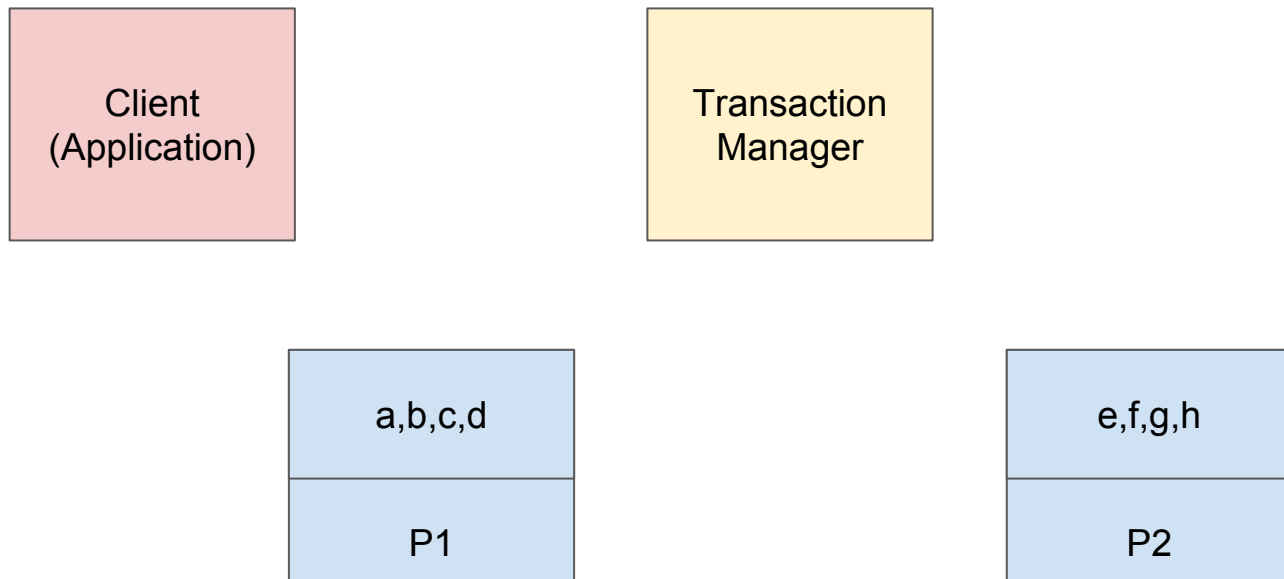 Client
(Application)
Transaction
Manager
a,b,c,d
e,f,g,h
P1
P2